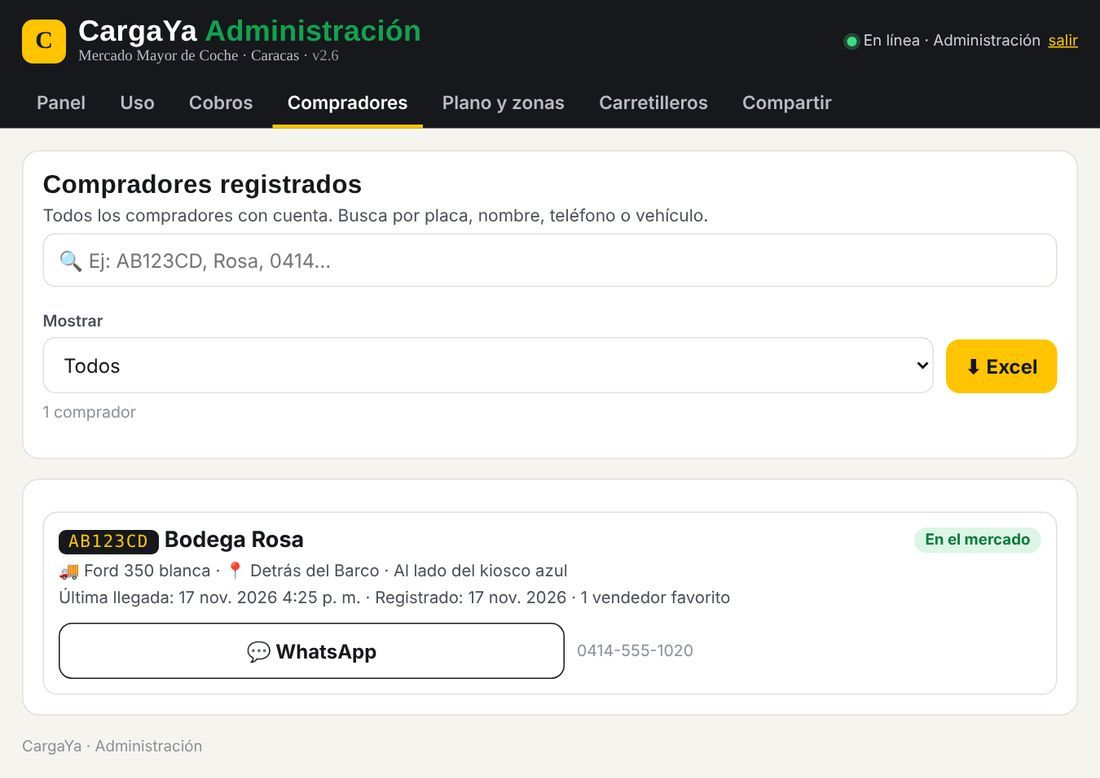 C
CargaYa Administración
Mercado Mayor de Coche · Caracas · v2.6
En línea · Administración salir
Panel Uso Cobros Compradores Plano y zonas Carretilleros Compartir
Compradores registrados
Todos los compradores con cuenta. Busca por placa, nombre, teléfono o vehículo.
🔍 Ej: AB123CD, Rosa, 0414...
Mostrar
Todos
⬇ Excel
1 comprador
AB123CD Bodega Rosa
En el mercado
🚚 Ford 350 blanca · 📍 Detrás del Barco · Al lado del kiosco azul
Última llegada: 17 nov. 2026 4:25 p. m. · Registrado: 17 nov. 2026 · 1 vendedor favorito
💬 WhatsApp
0414-555-1020
CargaYa · Administración